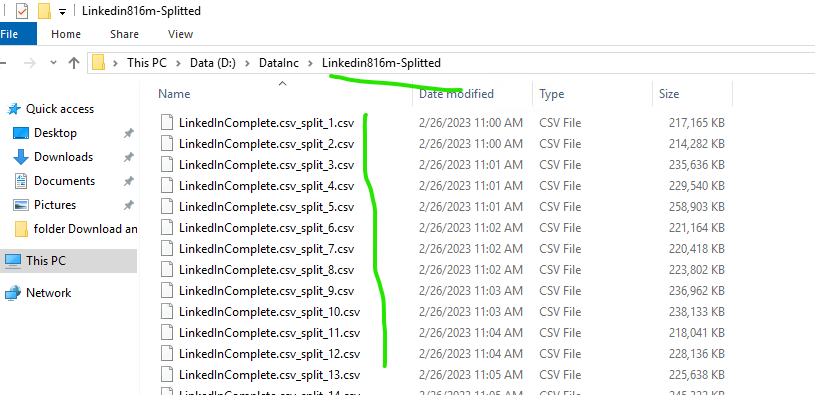 Linkedin816m-Splitted
File Home Share View
This PC > Data (D:) > DataInc > Linkedin816m-Splitted
Name Date modified Type Size
Quick access
Desktop
Downloads
Documents
Pictures
folder Download an
This PC
Network
LinkedInComplete.csv_split_1.csv 2/26/2023 11:00 AM CSV File 217,165 KB
LinkedInComplete.csv_split_2.csv 2/26/2023 11:00 AM CSV File 214,282 KB
LinkedInComplete.csv_split_3.csv 2/26/2023 11:01 AM CSV File 235,636 KB
LinkedInComplete.csv_split_4.csv 2/26/2023 11:01 AM CSV File 229,540 KB
LinkedInComplete.csv_split_5.csv 2/26/2023 11:01 AM CSV File 258,903 KB
LinkedInComplete.csv_split_6.csv 2/26/2023 11:02 AM CSV File 221,164 KB
LinkedInComplete.csv_split_7.csv 2/26/2023 11:02 AM CSV File 220,418 KB
LinkedInComplete.csv_split_8.csv 2/26/2023 11:02 AM CSV File 223,802 KB
LinkedInComplete.csv_split_9.csv 2/26/2023 11:03 AM CSV File 236,962 KB
LinkedInComplete.csv_split_10.csv 2/26/2023 11:03 AM CSV File 238,133 KB
LinkedInComplete.csv_split_11.csv 2/26/2023 11:04 AM CSV File 218,041 KB
LinkedInComplete.csv_split_12.csv 2/26/2023 11:04 AM CSV File 228,136 KB
LinkedInComplete.csv_split_13.csv 2/26/2023 11:05 AM CSV File 225,638 KB